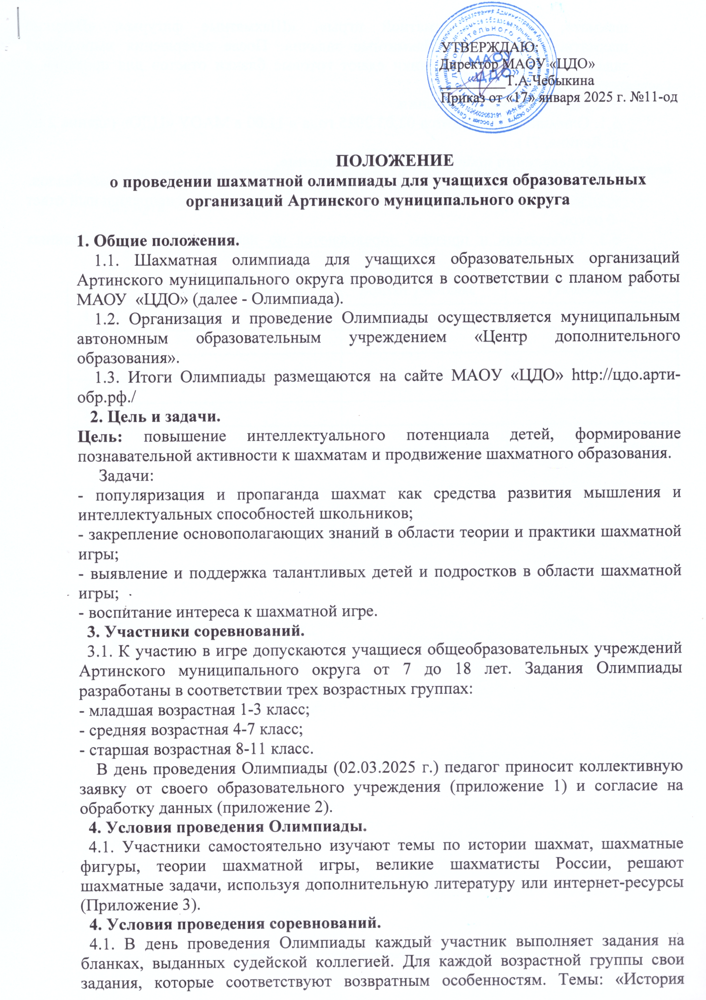 УТВЕРЖДАЮ:
Директор МАОУ «ЦДО»
_________Т.А.Чебыкина
Приказ от «17» января 2025 г. №11-од
МАОУ
«ЦДО»
ПОЛОЖЕНИЕ
о проведении шахматной олимпиады для учащихся образовательных
организаций Артинского муниципального округа
1. Общие положения.
1.1. Шахматная олимпиада для учащихся образовательных организаций
Артинского муниципального округа проводится в соответствии с планом работы
МАОУ «ЦДО» (далее - Олимпиада).
1.2. Организация и проведение Олимпиады осуществляется муниципальным
автономным образовательным учреждением «Центр дополнительного
образования».
1.3. Итоги Олимпиады размещаются на сайте МАОУ «ЦДО» http://цдо.арти-
обр.рф./
2. Цель и задачи.
Цель: повышение интеллектуального потенциала детей, формирование
познавательной активности к шахматам и продвижение шахматного образования.
Задачи:
- популяризация и пропаганда шахмат как средства развития мышления и
интеллектуальных способностей школьников;
- закрепление основополагающих знаний в области теории и практики шахматной
игры;
- выявление и поддержка талантливых детей и подростков в области шахматной
игры;
- воспитание интереса к шахматной игре.
3. Участники соревнований.
3.1. К участию в игре допускаются учащиеся общеобразовательных учреждений
Артинского муниципального округа от 7 до 18 лет. Задания Олимпиады
разработаны в соответствии трех возрастных группах:
- младшая возрастная 1-3 класс;
- средняя возрастная 4-7 класс;
- старшая возрастная 8-11 класс.
В день проведения Олимпиады (02.03.2025 г.) педагог приносит коллективную
заявку от своего образовательного учреждения (приложение 1) и согласие на
обработку данных (приложение 2).
4. Условия проведения Олимпиады.
4.1. Участники самостоятельно изучают темы по истории шахмат, шахматные
фигуры, теории шахматной игры, великие шахматисты России, решают
шахматные задачи, используя дополнительную литературу или интернет-ресурсы
(Приложение 3).
4. Условия проведения соревнований.
4.1. В день проведения Олимпиады каждый участник выполняет задания на
бланках, выданных судейской коллегией. Для каждой возрастной группы свои
задания, которые соответствуют возвратным особенностям. Темы: «История